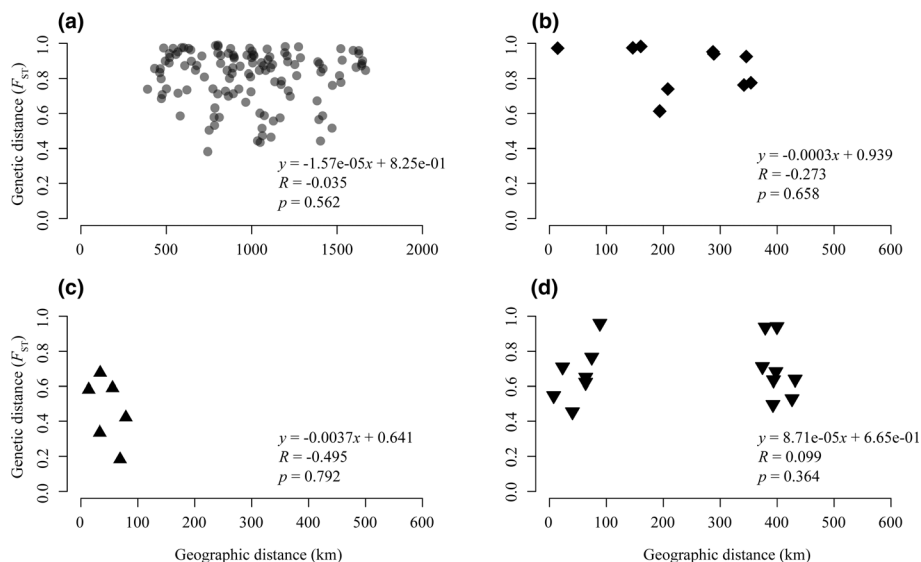 (a)
Genetic distance (FST)
1.0
0.8
0.6
0.4
0.2
0.0
y = -1.57e-05x + 8.25e-01
R = -0.035
p = 0.562
0 500 1000 1500 2000
(b)
1.0
0.8
0.6
0.4
0.2
0.0
y = -0.0003x + 0.939
R = -0.273
p = 0.658
0 100 200 300 400 500 600
(c)
Genetic distance (FST)
1.0
0.8
0.6
0.4
0.2
0.0
y = -0.0037x + 0.641
R = -0.495
p = 0.792
0 100 200 300 400 500 600
Geographic distance (km)
(d)
1.0
0.8
0.6
0.4
0.2
0.0
y = 8.71e-05x + 6.65e-01
R = 0.099
p = 0.364
0 100 200 300 400 500 600
Geographic distance (km)